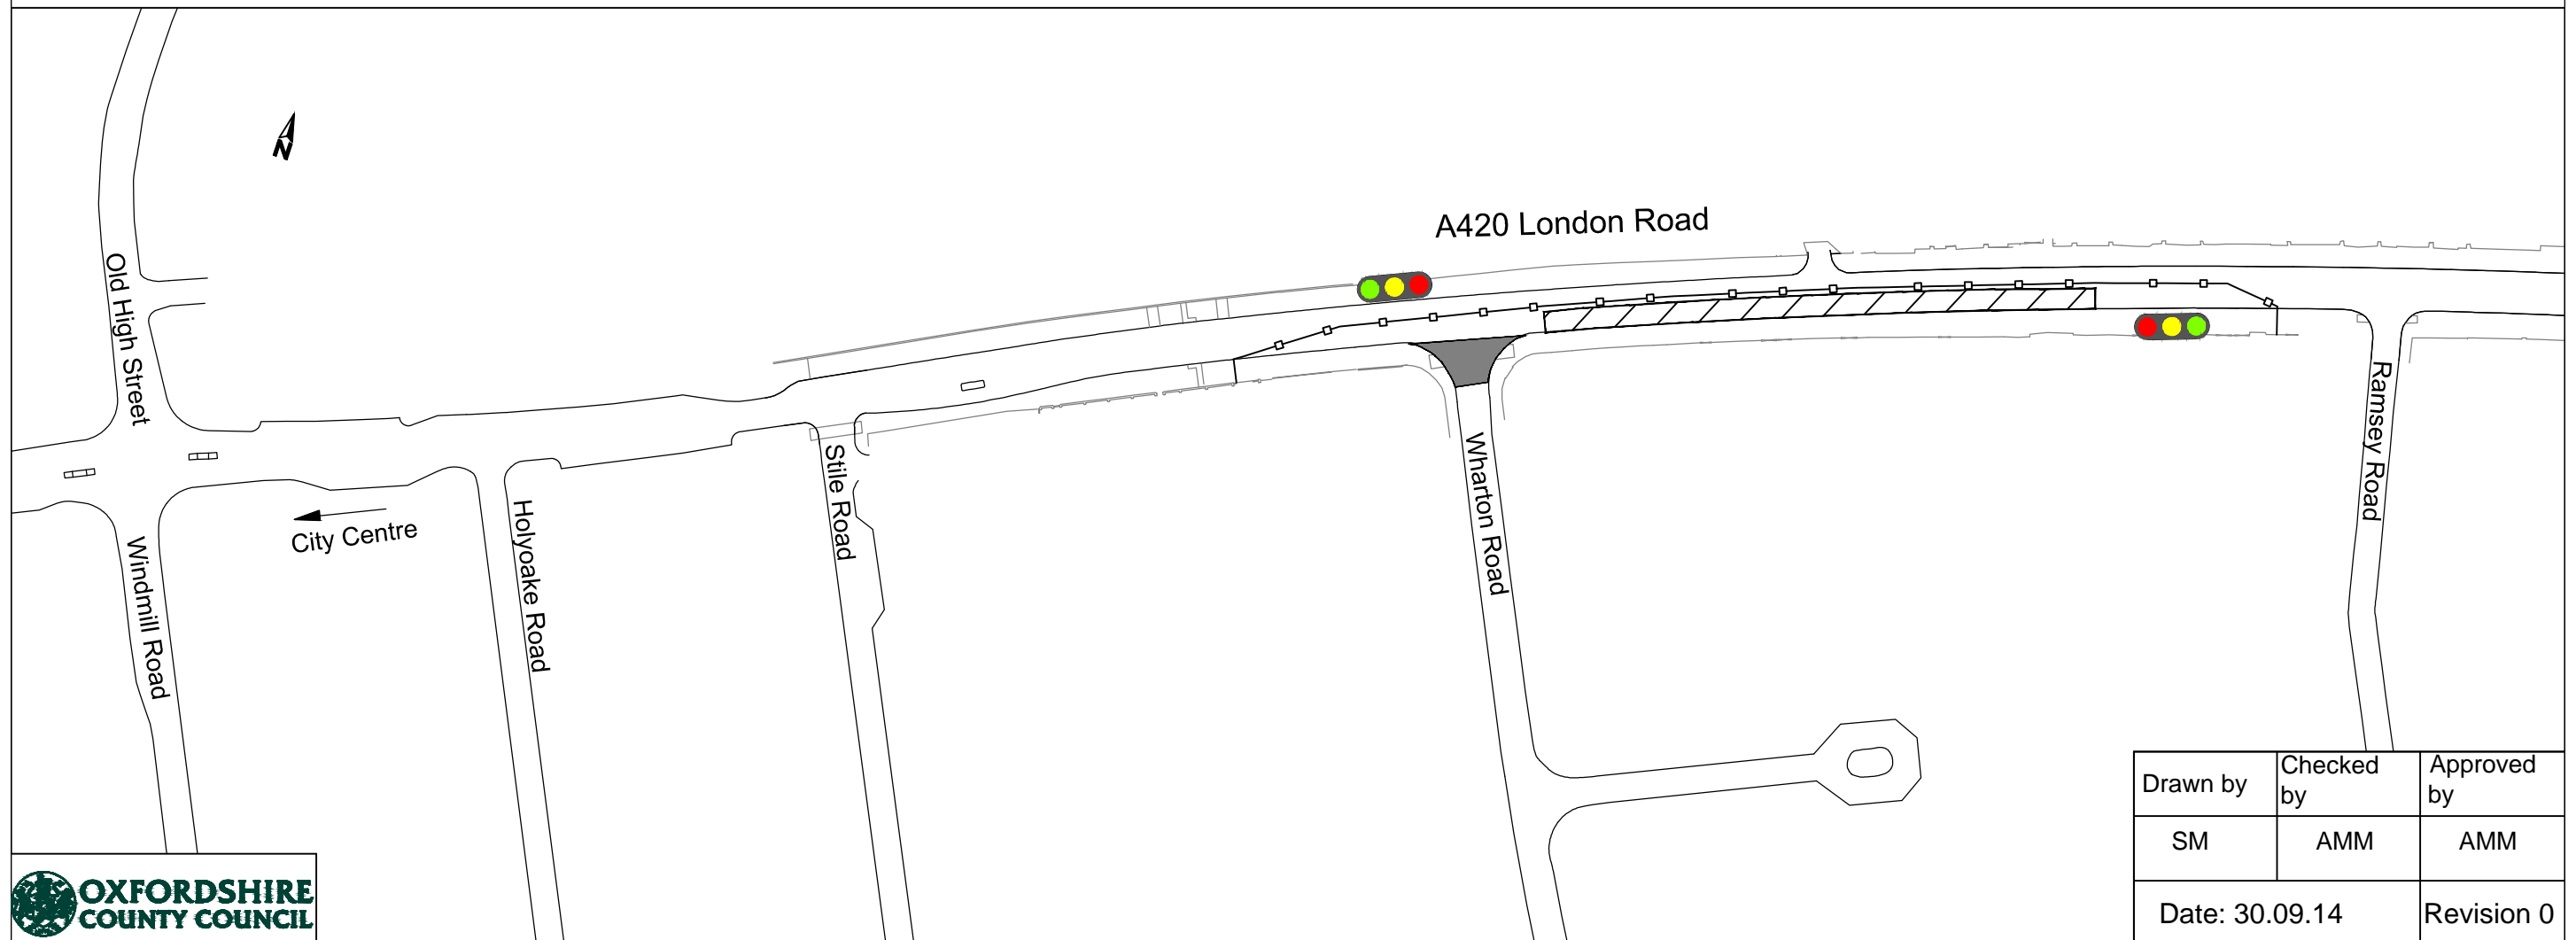 N
A420 London Road
Old High Street
City Centre
Windmill Road
Holyoake Road
Stile Road
Wharton Road
Ramsey Road
Drawn by
Checked by
Approved by
SM
AMM
AMM
Date: 30.09.14
Revision 0
OXFORDSHIRE
COUNTY COUNCIL